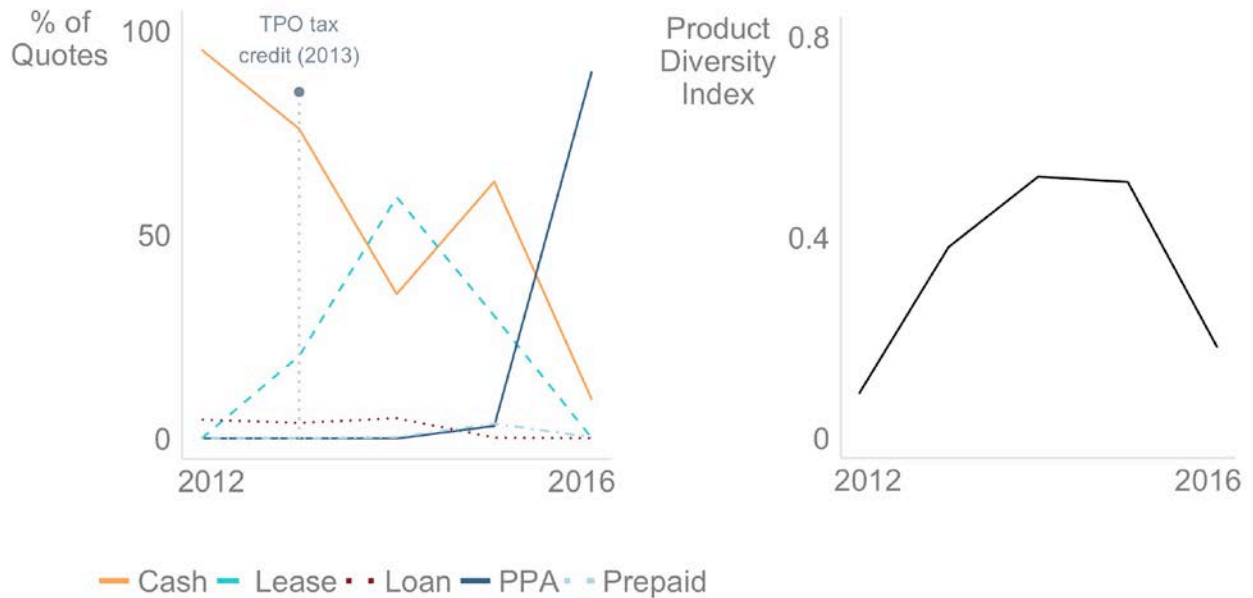 % of
Quotes
100
50
0
TPO tax
credit (2013)
2012
2016
Product
Diversity
Index
0.8
0.4
0
2012
2016
Cash
Lease
Loan
PPA
Prepaid